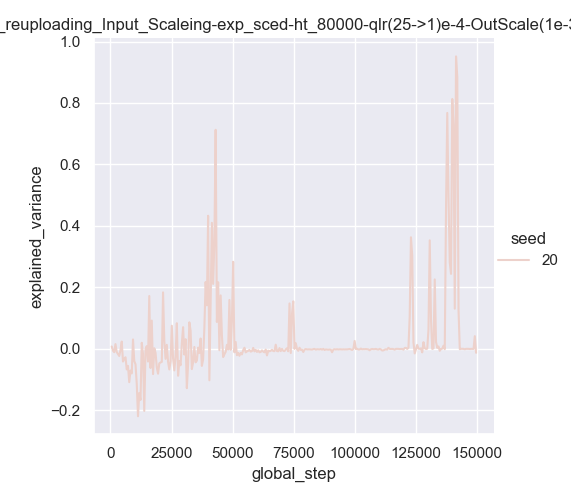 _reuploading_Input_Scaleing-exp_sced-ht_80000-qlr(25->1)e-4-OutScale(1e-3
1.0
0.8
0.6
0.4
0.2
0.0
−0.2
explained_variance
0 25000 50000 75000 100000 125000 150000
global_step
seed
20